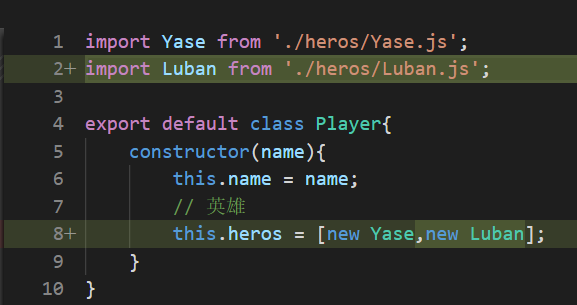 1 import Yase from './heros/Yase.js';
2+ import Luban from './heros/Luban.js';
3
4 export default class Player{
5     constructor(name){
6         this.name = name;
7         // 英雄
8+         this.heros = [new Yase,new Luban];
9     }
10 }